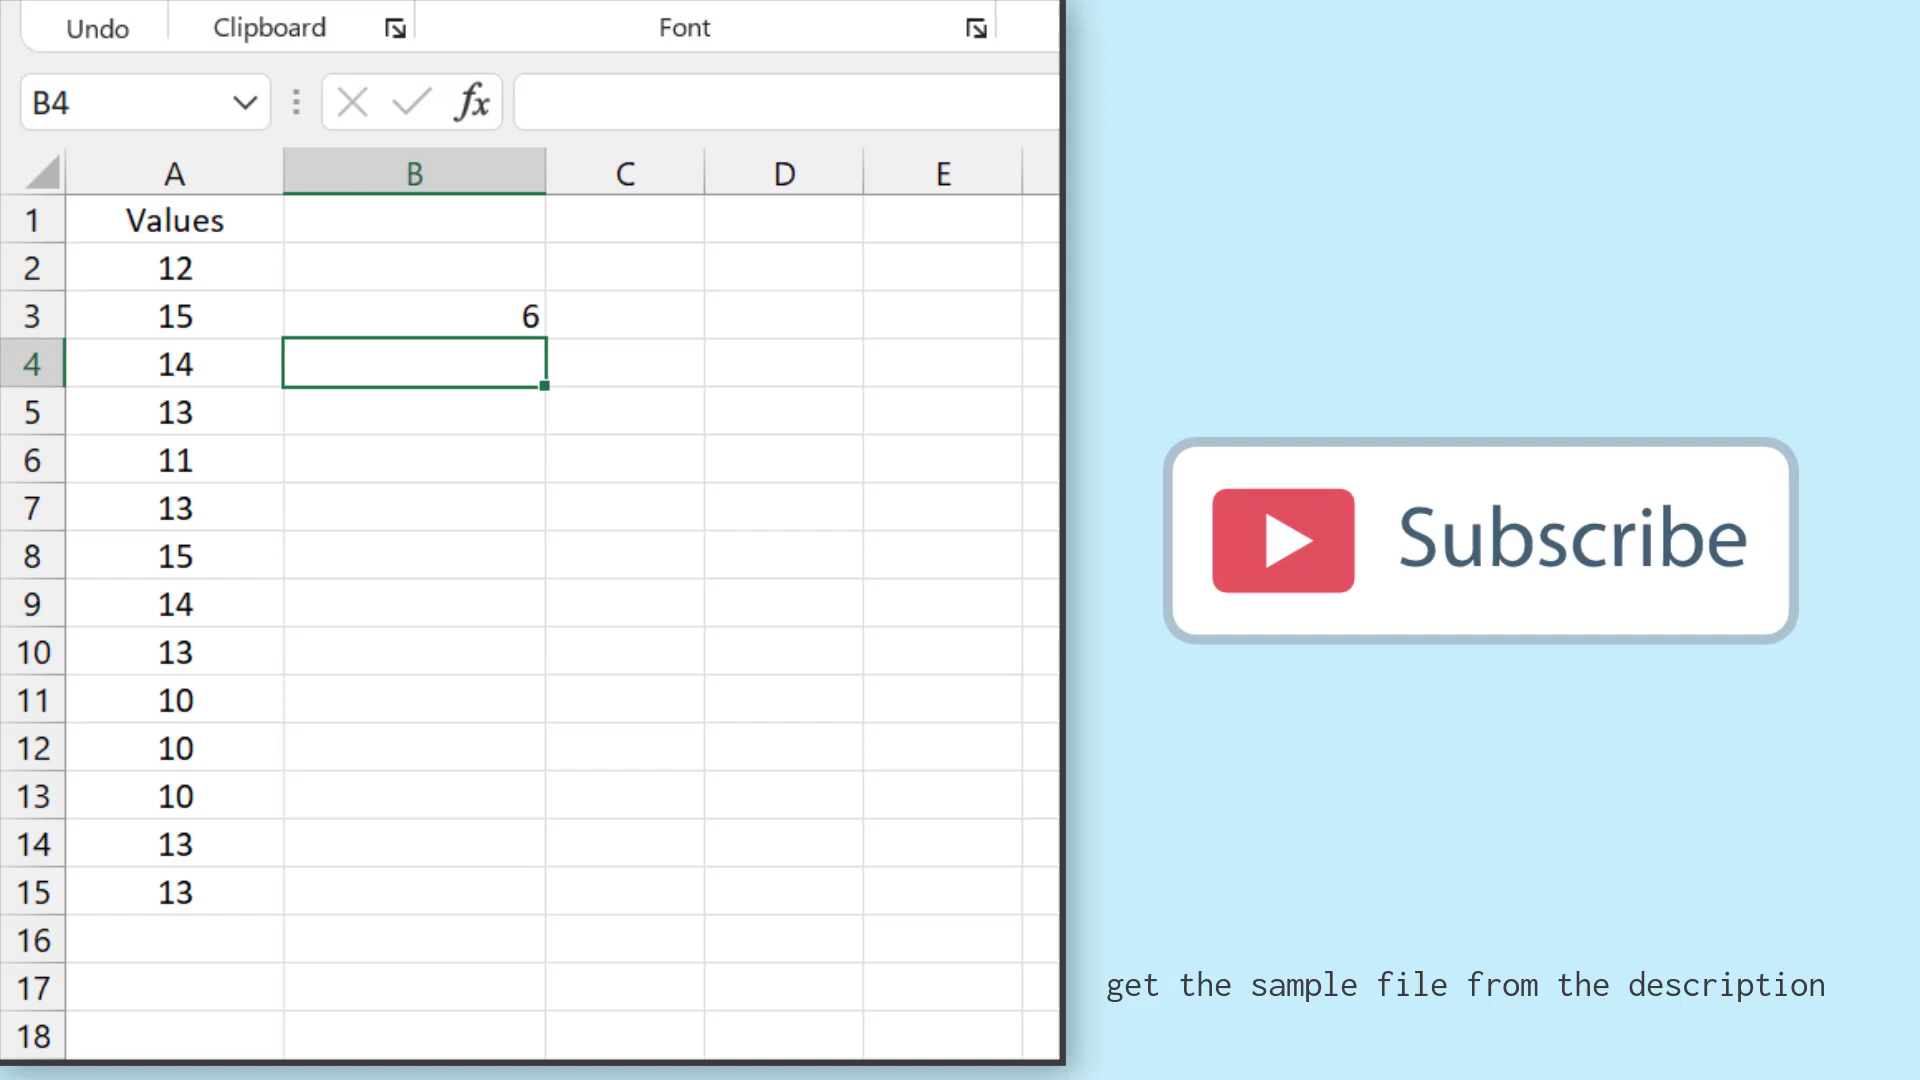 Undo Clipboard Font
B4 fx
A B C D E
1 Values
2 12
3 15 6
4 14
5 13
6 11
7 13
8 15
9 14
10 13
11 10
12 10
13 10
14 13
15 13
16
17
18
Subscribe
get the sample file from the description